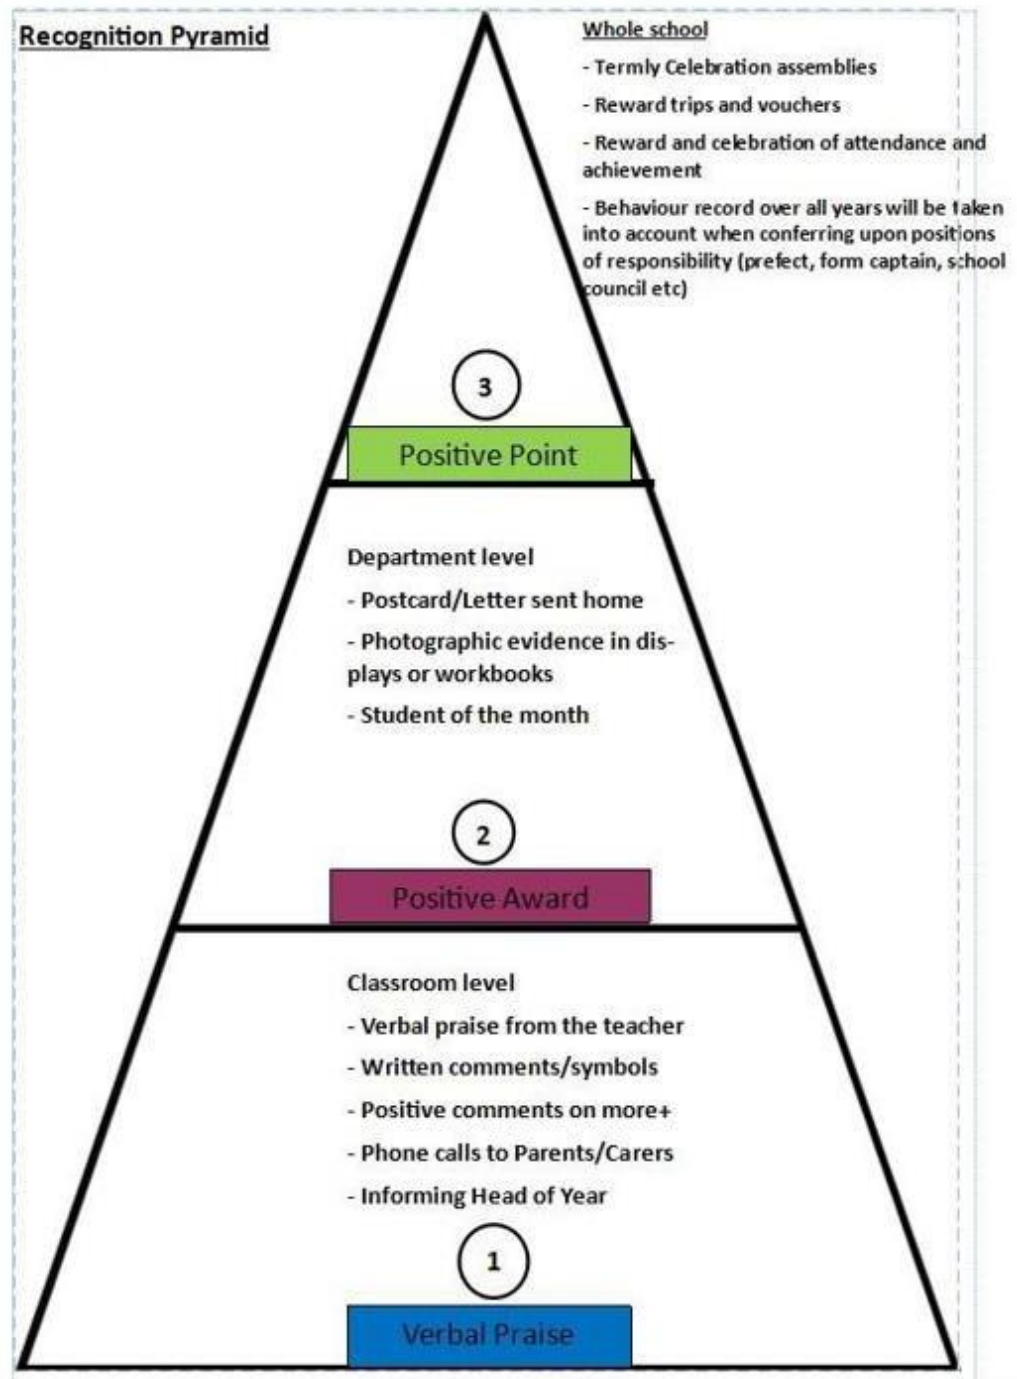 Recognition Pyramid
Whole school
- Termly Celebration assemblies
- Reward trips and vouchers
- Reward and celebration of attendance and
achievement
- Behaviour record over all years will be taken
into account when conferring upon positions
of responsibility (prefect, form captain, school
council etc)
3
Positive Point
Department level
- Postcard/Letter sent home
- Photographic evidence in dis-
plays or workbooks
- Student of the month
2
Positive Award
Classroom level
- Verbal praise from the teacher
- Written comments/symbols
- Positive comments on more+
- Phone calls to Parents/Carers
- Informing Head of Year
1
Verbal Praise